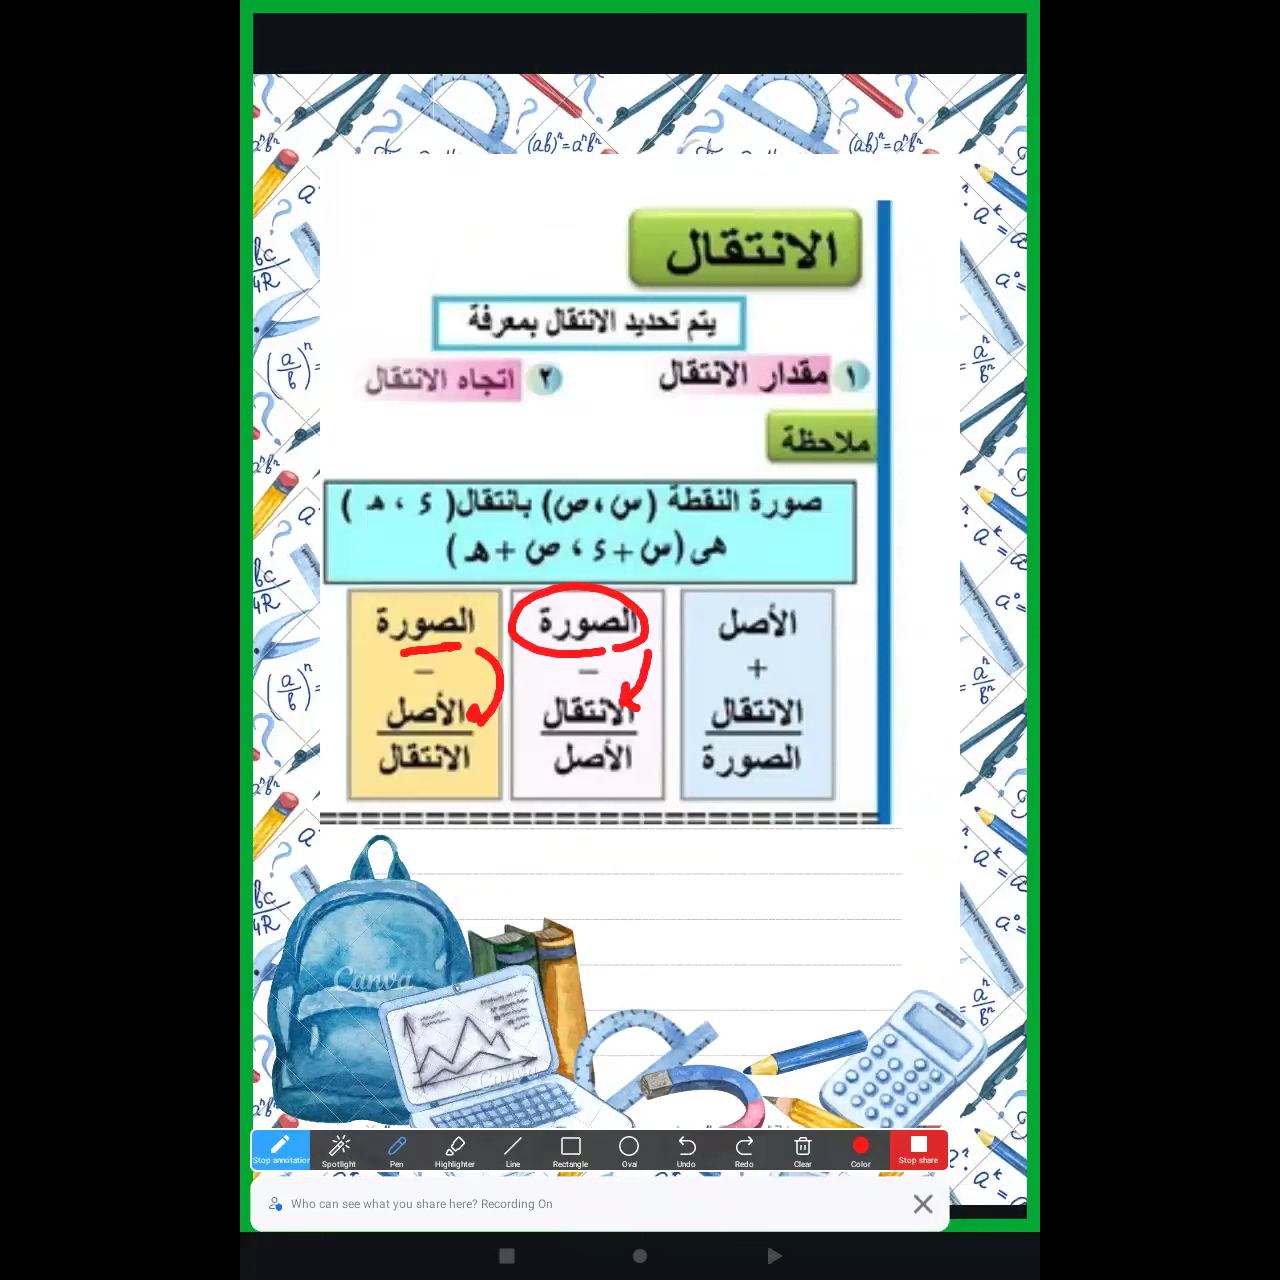 الانتقال
يتم تحديد الانتقال بمعرفة
١ مقدار الانتقال
٢ اتجاه الانتقال
ملاحظة
صورة النقطة (س، ص) بانتقال( ء ، هـ )
هى (س + ء ، ص + هـ)
الأصل
+
الانتقال
الصورة
الصورة
–
الانتقال
الأصل
الصورة
–
الأصل
الانتقال
Canva
Stop annotation
Spotlight
Pen
Highlighter
Line
Rectangle
Oval
Undo
Redo
Clear
Color
Stop share
Who can see what you share here? Recording On